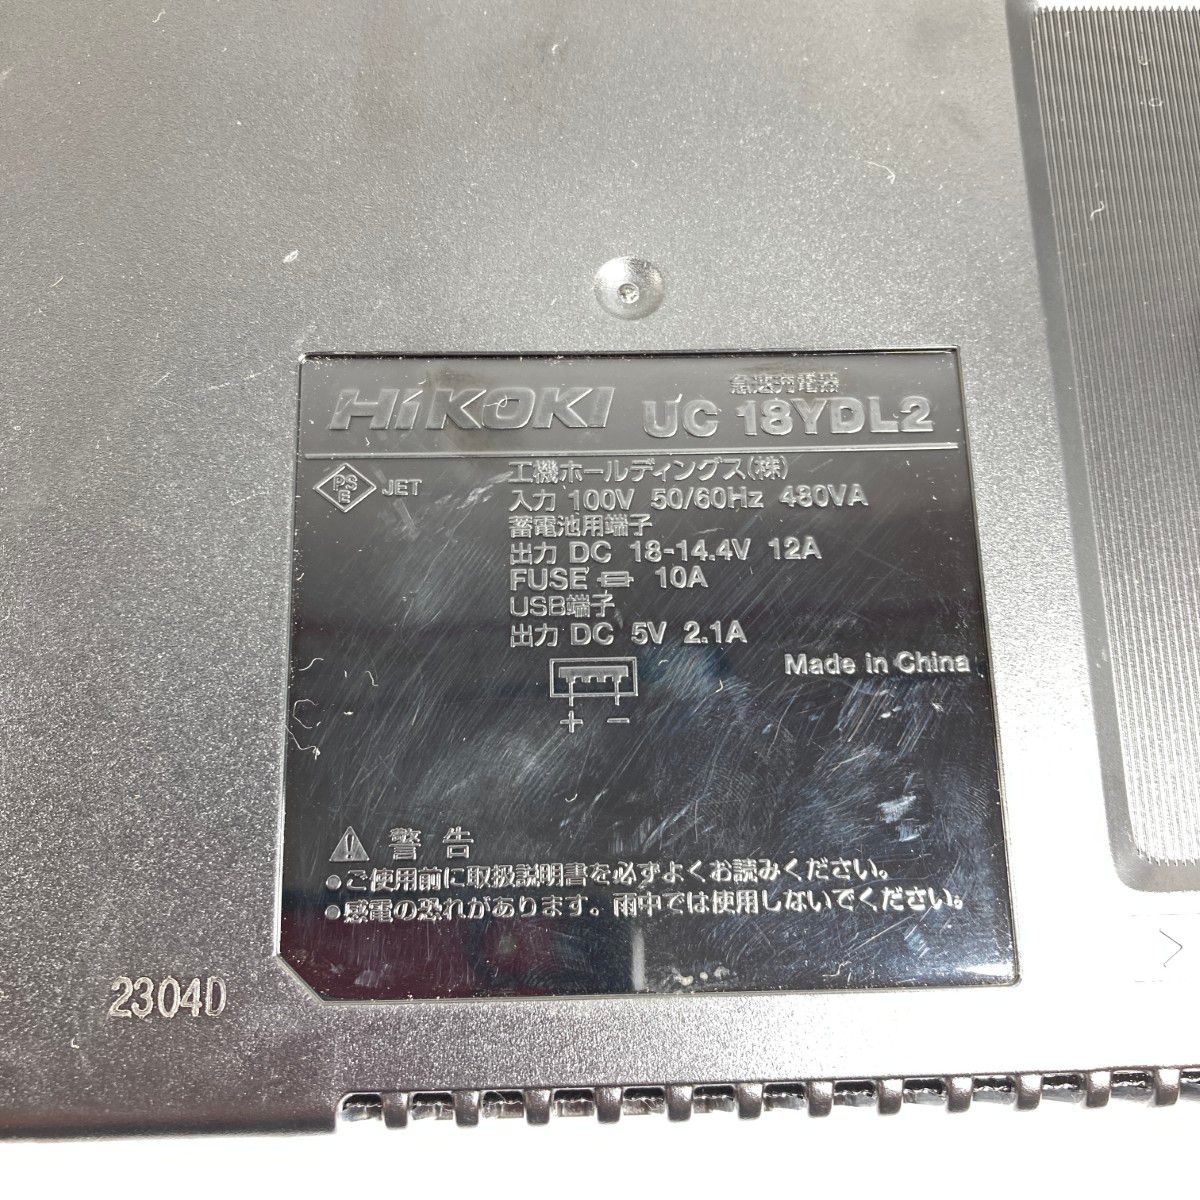 HiKOKI
急速充電器
UC 18YDL2
PSE JET
工機ホールディングス(株)
入力 100V 50/60Hz 480VA
蓄電池用端子
出力 DC 18-14.4V 12A
FUSE 10A
USB端子
出力 DC 5V 2.1A
Made in China
+ -
警告
●ご使用前に取扱説明書を必ずよくお読みください。
●感電の恐れがあります。雨中では使用しないでください。
2304D